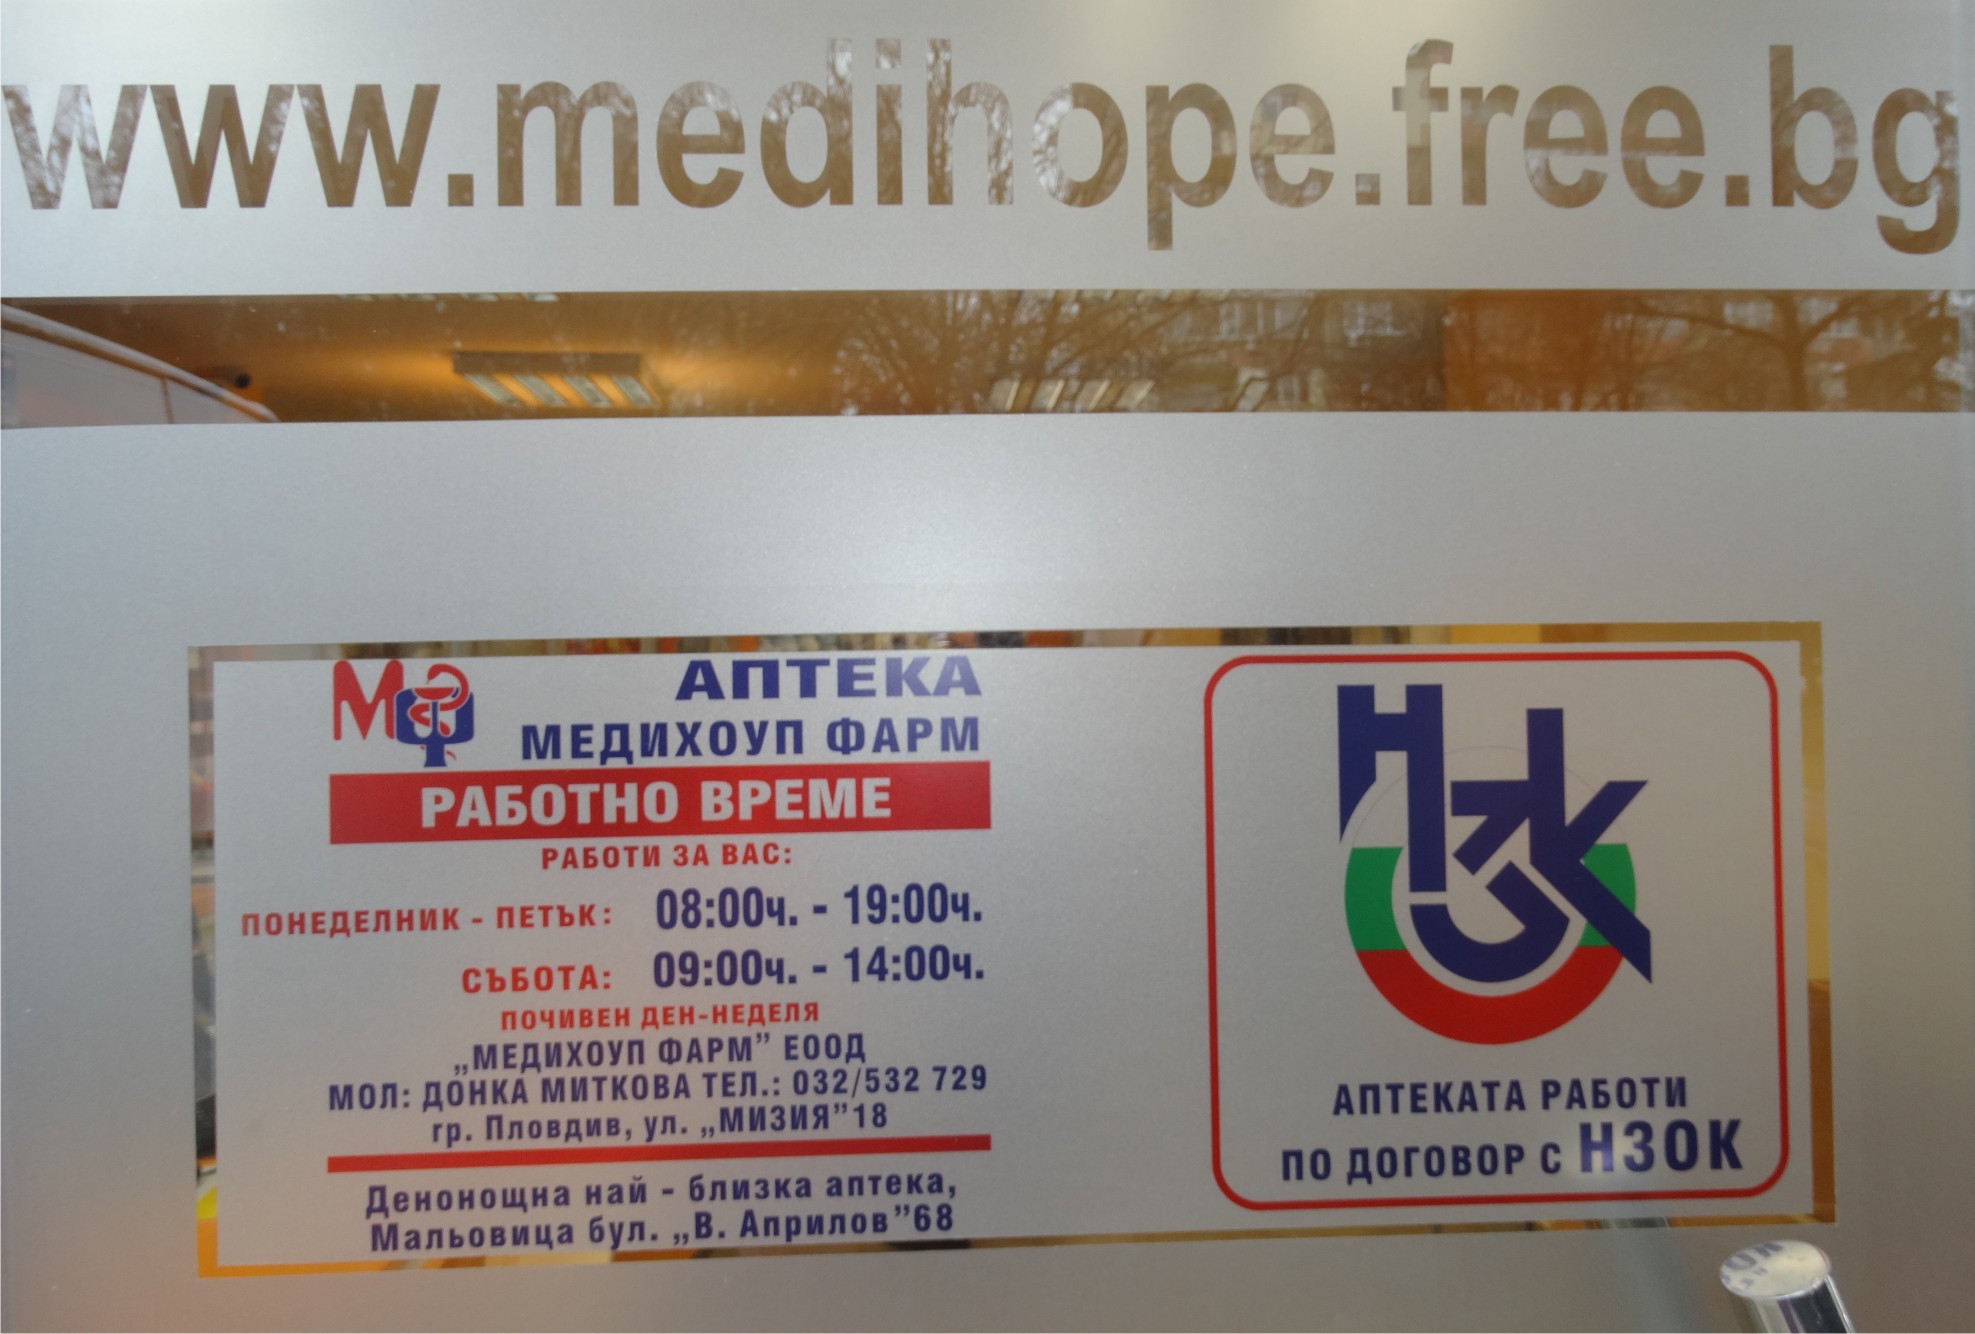 www.medihope.free.bg
МФ
АПТЕКА
МЕДИХОУП ФАРМ
РАБОТНО ВРЕМЕ
РАБОТИ ЗА ВАС:
ПОНЕДЕЛНИК - ПЕТЪК: 08:00ч. - 19:00ч.
СЪБОТА: 09:00ч. - 14:00ч.
ПОЧИВЕН ДЕН-НЕДЕЛЯ
„МЕДИХОУП ФАРМ” ЕООД
МОЛ: ДОНКА МИТКОВА ТЕЛ.: 032/532 729
гр. Пловдив, ул. „МИЗИЯ”18
Денонощна най - близка аптека,
Мальовица бул. „В. Априлов”68
НЗОК
АПТЕКАТА РАБОТИ
ПО ДОГОВОР С НЗОК